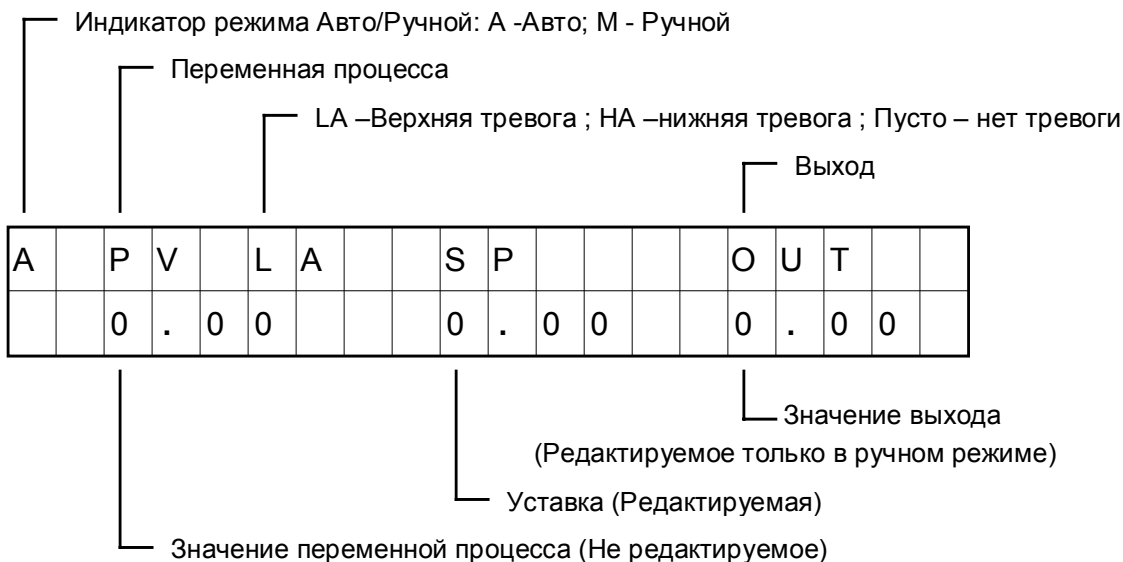 Индикатор режима Авто/Ручной: А -Авто; М - Ручной
Переменная процесса
LA –Верхняя тревога ; НА –нижняя тревога ; Пусто – нет тревоги
Выход
A PV LA SP OUT
0.00 0.00 0.00
Значение выхода
(Редактируемое только в ручном режиме)
Уставка (Редактируемая)
Значение переменной процесса (Не редактируемое)